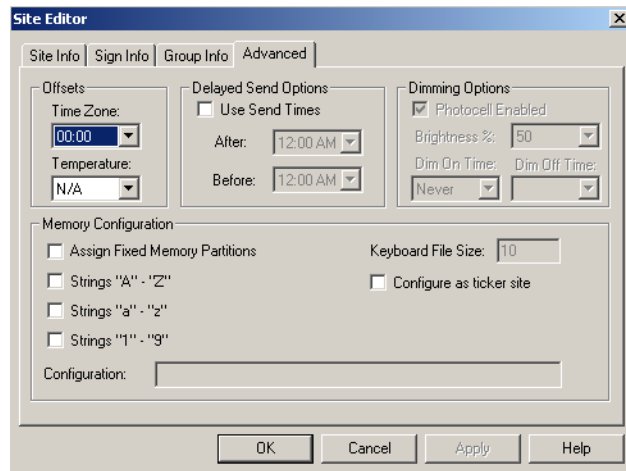 Site Editor
Site Info Sign Info Group Info Advanced
Offsets
Time Zone:
00:00
Temperature:
N/A
Delayed Send Options
Use Send Times
After: 12:00 AM
Before: 12:00 AM
Dimming Options
Photocell Enabled
Brightness %: 50
Dim On Time: Dim Off Time:
Never
Memory Configuration
Assign Fixed Memory Partitions
Strings "A" - "Z"
Strings "a" - "z"
Strings "1" - "9"
Keyboard File Size: 10
Configure as ticker site
Configuration:
OK Cancel Apply Help